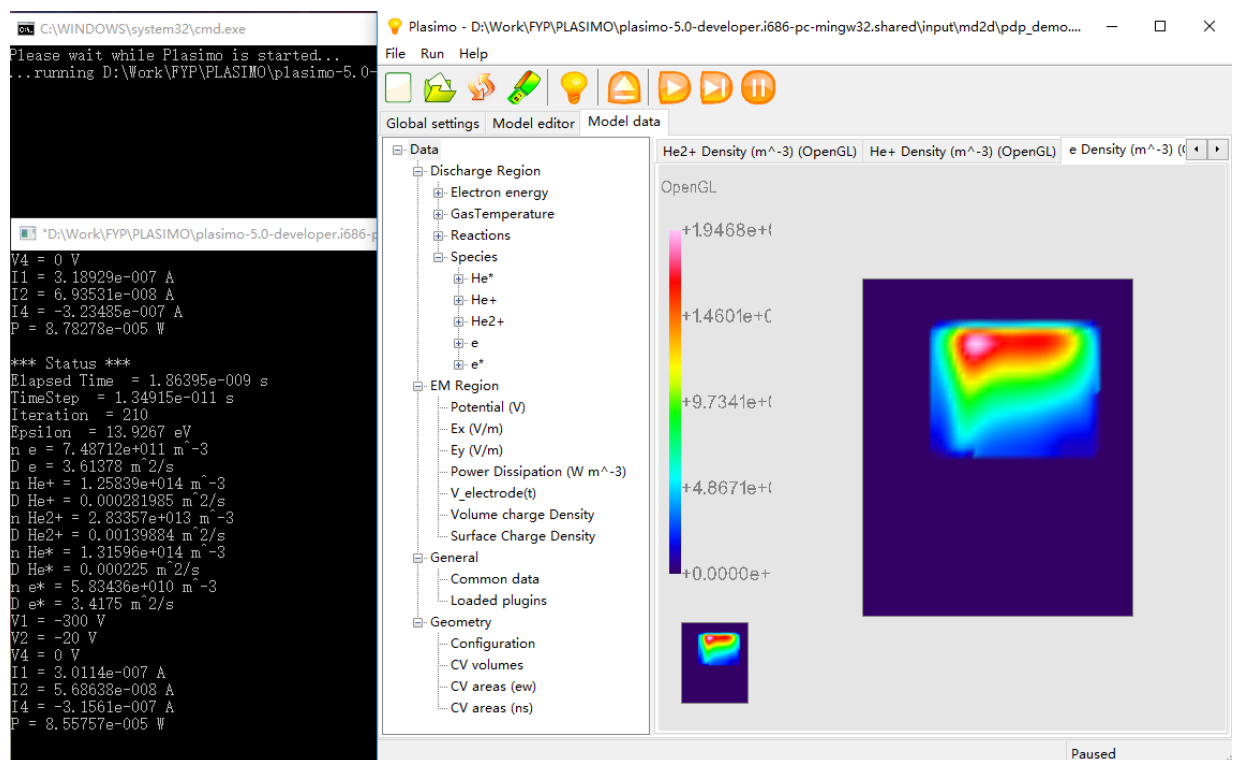 C:\WINDOWS\system32\cmd.exe
Please wait while Plasimo is started...
...running D:\Work\FYP\PLASIMO\plasimo-5.0-
"D:\Work\FYP\PLASIMO\plasimo-5.0-developer.i686-p
V4 = 0 V
I1 = 3.18929e-007 A
I2 = 6.93531e-008 A
I4 = -3.23485e-007 A
P = 8.78278e-005 W
*** Status ***
Elapsed Time  = 1.86395e-009 s
TimeStep  = 1.34915e-011 s
Iteration  = 210
Epsilon  = 13.9267 eV
n e = 7.48712e+011 m^-3
D e = 3.61378 m^2/s
n He+ = 1.25839e+014 m^-3
D He+ = 0.000281985 m^2/s
n He2+ = 2.83357e+013 m^-3
D He2+ = 0.00139884 m^2/s
n He* = 1.31596e+014 m^-3
D He* = 0.000225 m^2/s
n e* = 5.83436e+010 m^-3
D e* = 3.4175 m^2/s
V1 = -300 V
V2 = -20 V
V4 = 0 V
I1 = 3.0114e-007 A
I2 = 5.68638e-008 A
I4 = -3.1561e-007 A
P = 8.55757e-005 W
Plasimo - D:\Work\FYP\PLASIMO\plasimo-5.0-developer.i686-pc-mingw32.shared\input\md2d\pdp_demo....
File Run Help
Global settings Model editor Model data
Data
Discharge Region
Electron energy
GasTemperature
Reactions
Species
He*
He+
He2+
e
e*
EM Region
Potential (V)
Ex (V/m)
Ey (V/m)
Power Dissipation (W m^-3)
V_electrode(t)
Volume charge Density
Surface Charge Density
General
Common data
Loaded plugins
Geometry
Configuration
CV volumes
CV areas (ew)
CV areas (ns)
He2+ Density (m^-3) (OpenGL) He+ Density (m^-3) (OpenGL) e Density (m^-3) (
OpenGL
+1.9468e+
+1.4601e+
+9.7341e+
+4.8671e+
+0.0000e+
Paused